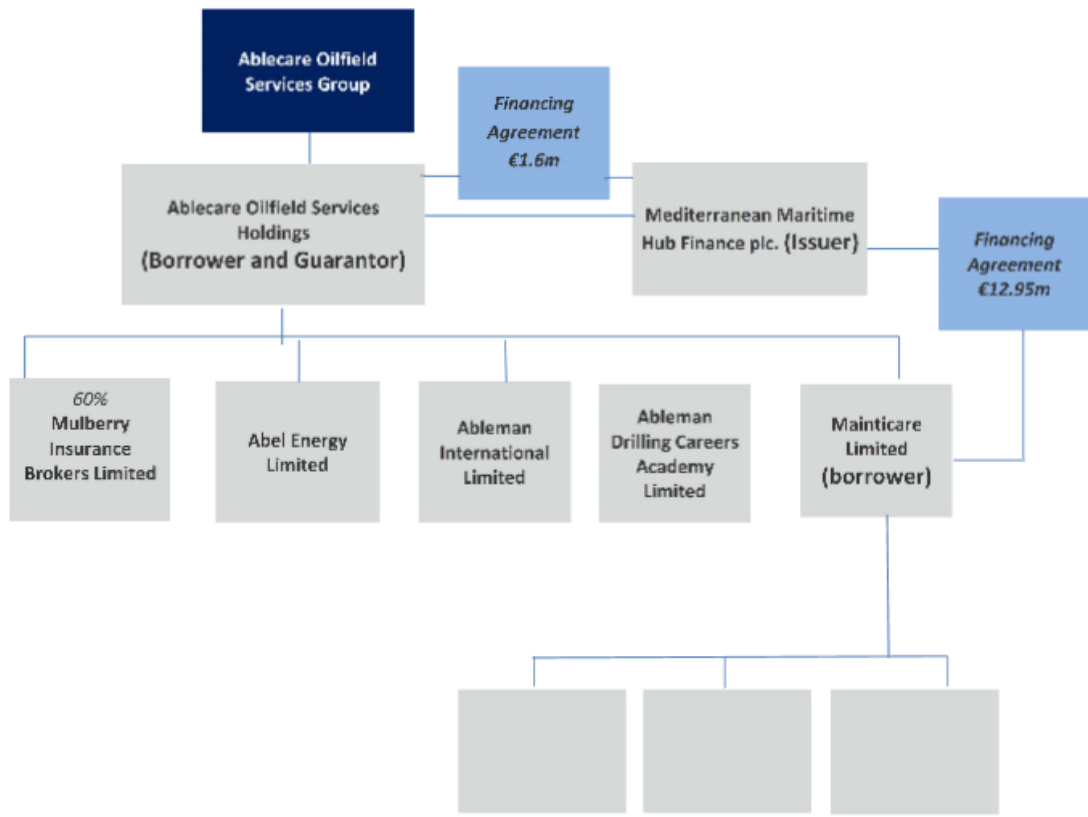 Ablecare Oilfield
Services Group
Financing
Agreement
€1.6m
Ablecare Oilfield Services
Holdings
(Borrower and Guarantor)
Mediterranean Maritime
Hub Finance plc. (Issuer)
Financing
Agreement
€12.95m
60%
Mulberry
Insurance
Brokers Limited
Abel Energy
Limited
Ableman
International
Limited
Ableman
Drilling Careers
Academy
Limited
Mainticare
Limited
(borrower)